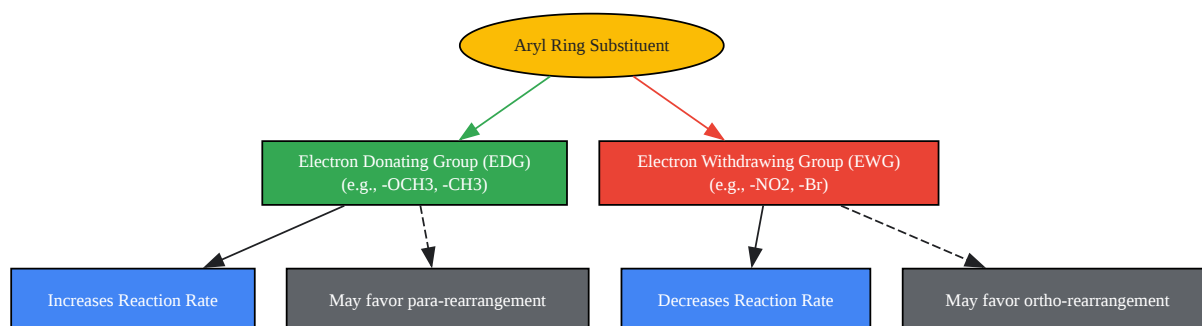 Aryl Ring Substituent
Electron Donating Group (EDG)
(e.g., -OCH3, -CH3)
Electron Withdrawing Group (EWG)
(e.g., -NO2, -Br)
Increases Reaction Rate
May favor para-rearrangement
Decreases Reaction Rate
May favor ortho-rearrangement